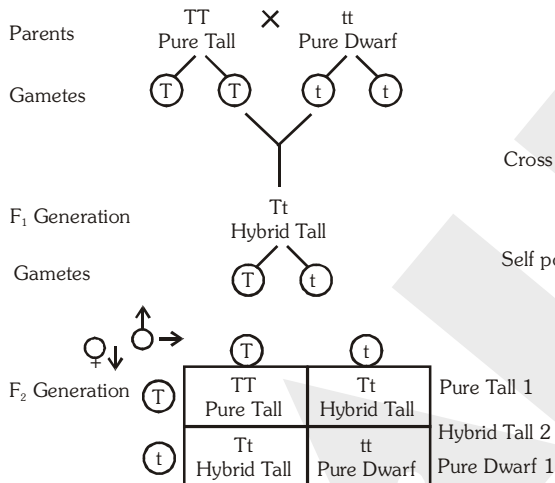 Parents TT × tt
Pure Tall Pure Dwarf
Gametes T T t t
Cross
F₁ Generation Tt
Hybrid Tall
Self po
Gametes T t
T t
F₂ Generation T TT Tt Pure Tall 1
Pure Tall Hybrid Tall
Hybrid Tall 2
t Tt tt Pure Dwarf 1
Hybrid Tall Pure Dwarf